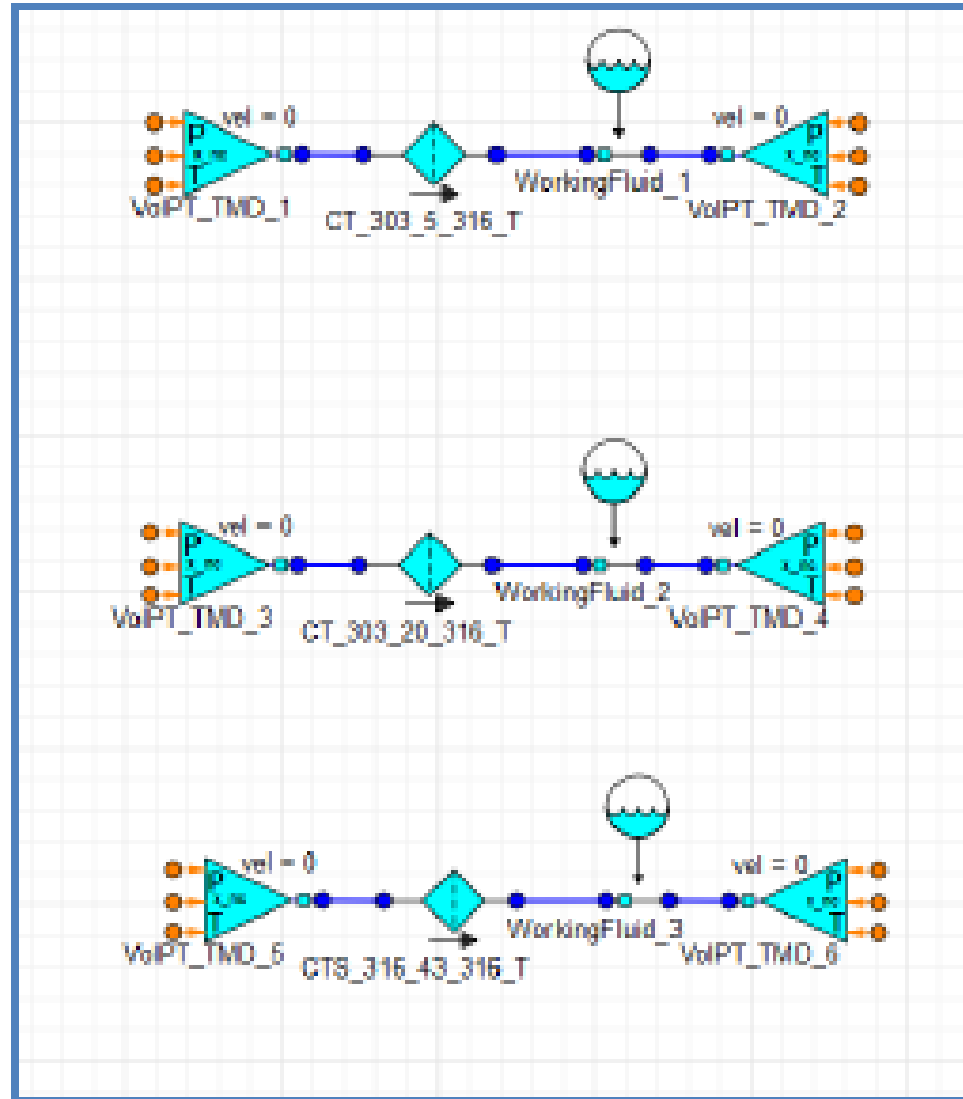 vel = 0
vel = 0
P
P
T
T
WorkingFluid_1
VolPT_TMD_1
VolPT_TMD_2
CT_303_5_316_T
vel = 0
vel = 0
P
P
T
T
WorkingFluid_2
VolPT_TMD_3
VolPT_TMD_4
CT_303_20_316_T
vel = 0
vel = 0
P
P
T
T
WorkingFluid_3
VolPT_TMD_5
VolPT_TMD_6
CTS_316_43_316_T